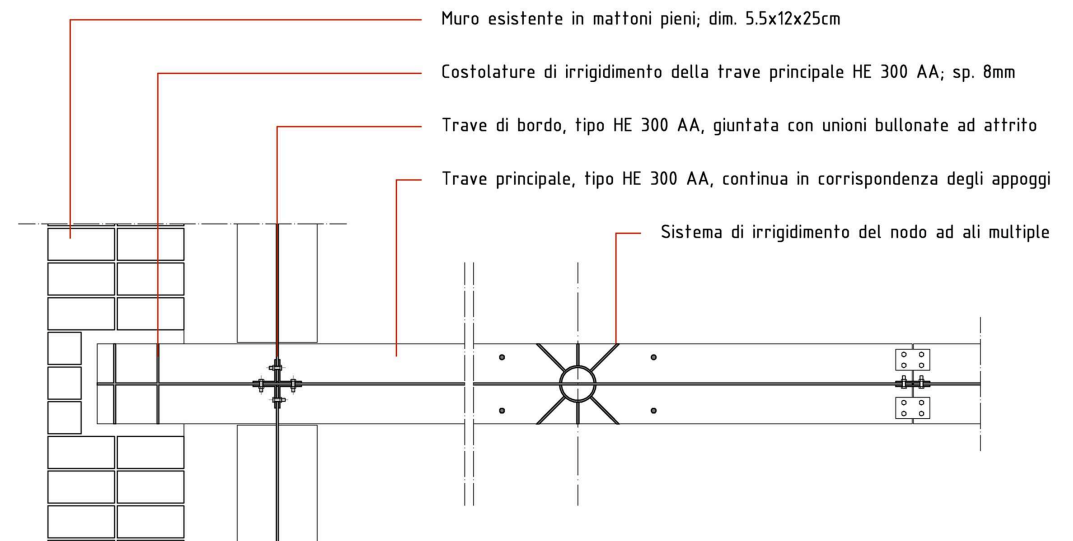 Muro esistente in mattoni pieni; dim. 5.5x12x25cm
Costolature di irrigidimento della trave principale HE 300 AA; sp. 8mm
Trave di bordo, tipo HE 300 AA, giuntata con unioni bullonate ad attrito
Trave principale, tipo HE 300 AA, continua in corrispondenza degli appoggi
Sistema di irrigidimento del nodo ad ali multiple